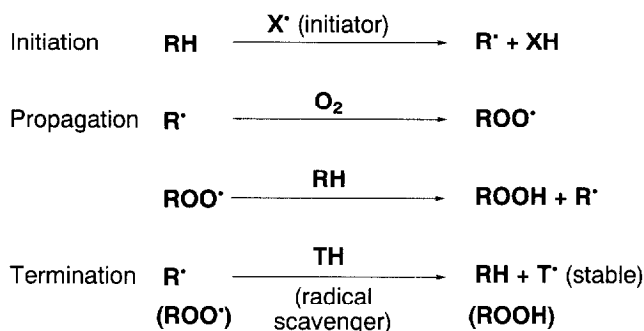 X• (initiator)
Initiation RH R• + XH
O₂
Propagation R• ROO•
RH
ROO• ROOH + R•
TH
Termination R• RH + T• (stable)
(ROO•) (radical scavenger) (ROOH)